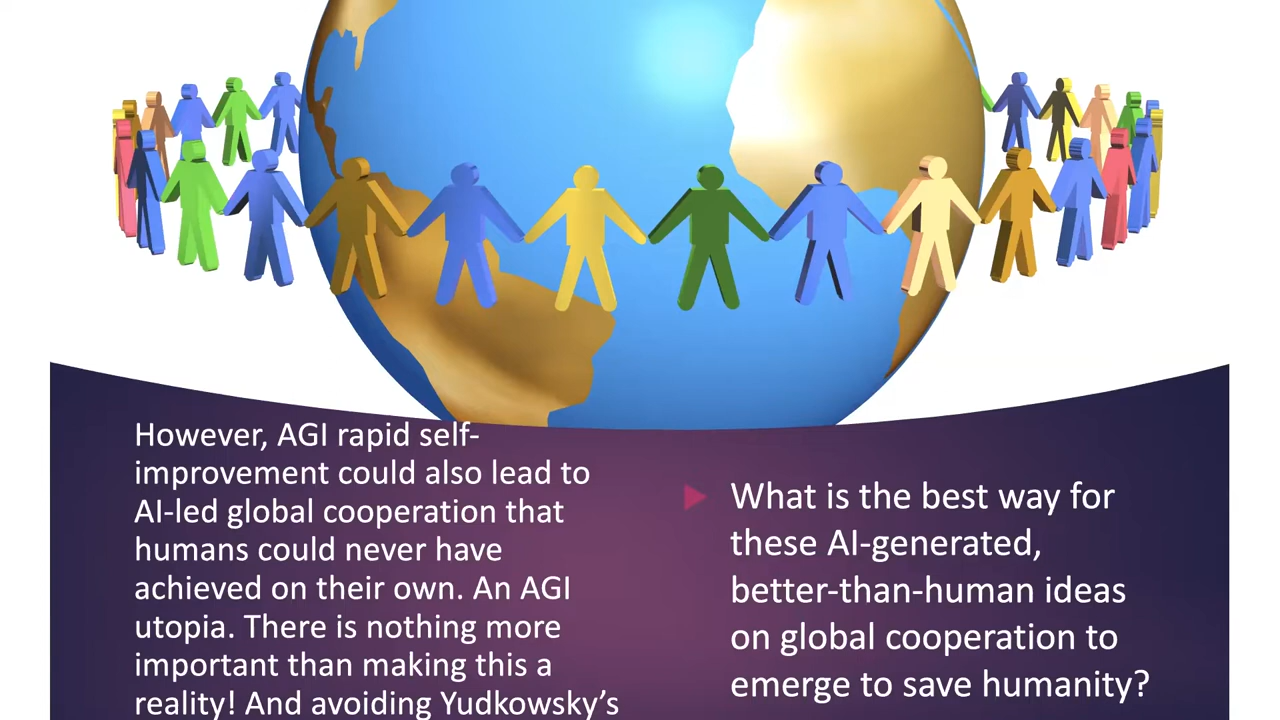 However, AGI rapid self-
improvement could also lead to
AI-led global cooperation that
humans could never have
achieved on their own. An AGI
utopia. There is nothing more
important than making this a
reality! And avoiding Yudkowsky’s
What is the best way for
these AI-generated,
better-than-human ideas
on global cooperation to
emerge to save humanity?